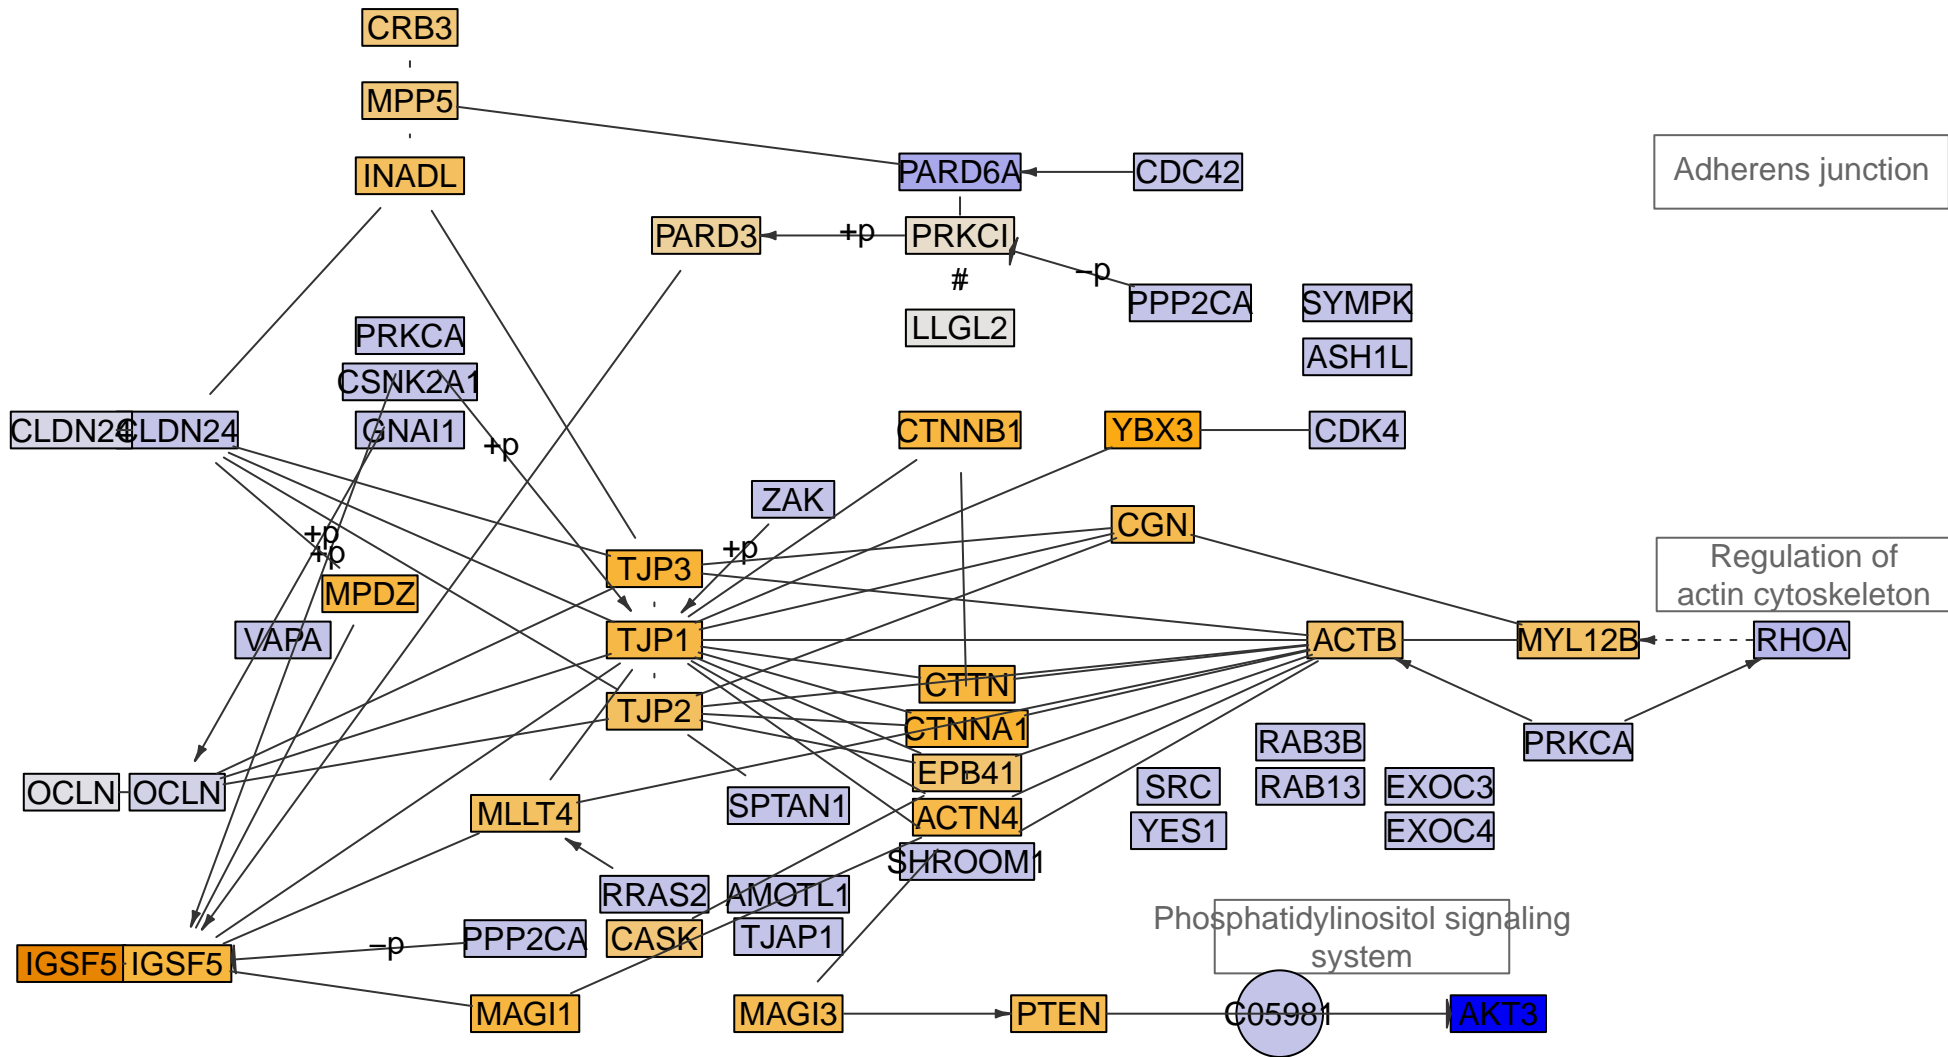 CRB3
MPP5
INADL
PARD6A
CDC42
Adherens junction
PARD3
+p
PRKCI
–p
#
PPP2CA
SYMPK
LLGL2
PRKCA
ASH1L
CSNK2A1
CLDN24
CLDN24
GNAI1
+p
CTNNB1
YBX3
CDK4
ZAK
CGN
+p
+p
+p
TJP3
Regulation of
actin cytoskeleton
MPDZ
VAPA
TJP1
ACTB
MYL12B
RHOA
CTTN
TJP2
CTNNA1
RAB3B
PRKCA
EPB41
OCLN
OCLN
SRC
RAB13
EXOC3
MLLT4
SPTAN1
ACTN4
YES1
EXOC4
SHROOM1
RRAS2
AMOTL1
Phosphatidylinositol signaling
system
–p
PPP2CA
CASK
TJAP1
IGSF5
IGSF5
MAGI1
MAGI3
PTEN
C05981
AKT3